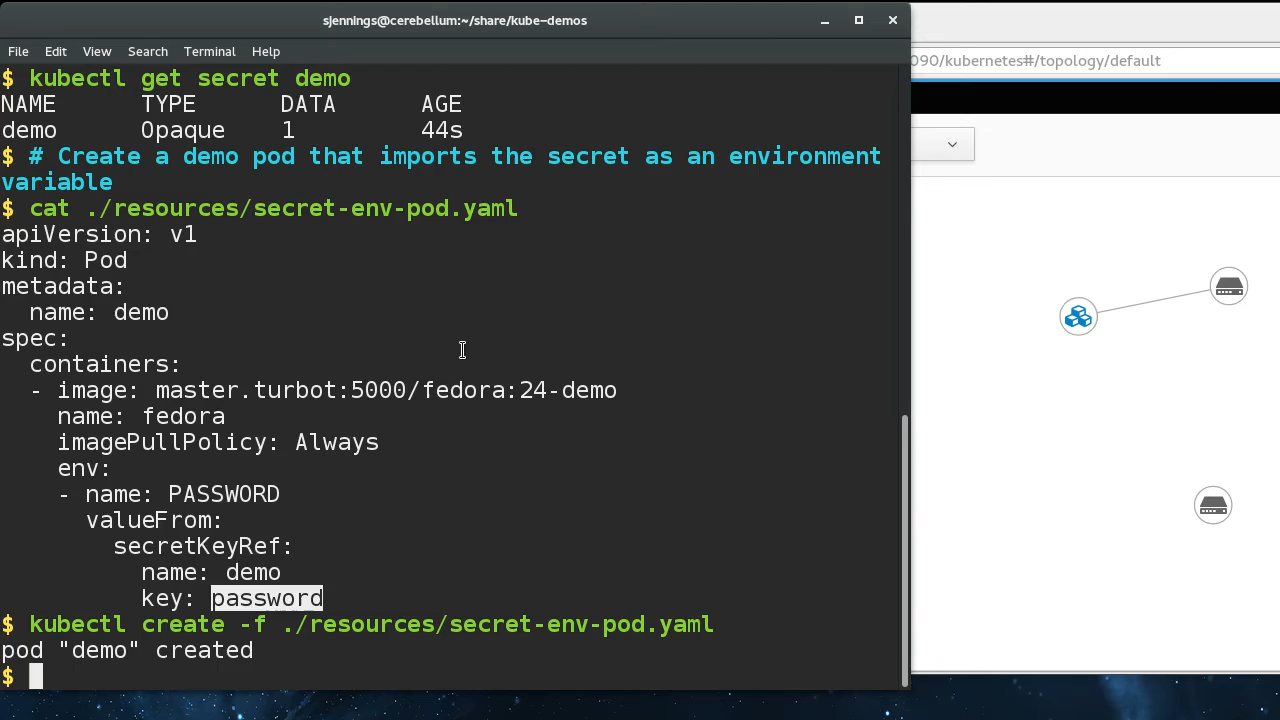 sjennings@cerebellum:~/share/kube-demos
File Edit View Search Terminal Help
090/kubernetes#/topology/default
$ kubectl get secret demo
NAME      TYPE      DATA      AGE
demo      Opaque    1         44s
$ # Create a demo pod that imports the secret as an environment
variable
$ cat ./resources/secret-env-pod.yaml
apiVersion: v1
kind: Pod
metadata:
  name: demo
spec:
  containers:
  - image: master.turbot:5000/fedora:24-demo
    name: fedora
    imagePullPolicy: Always
    env:
    - name: PASSWORD
      valueFrom:
        secretKeyRef:
          name: demo
          key: password
$ kubectl create -f ./resources/secret-env-pod.yaml
pod "demo" created
$